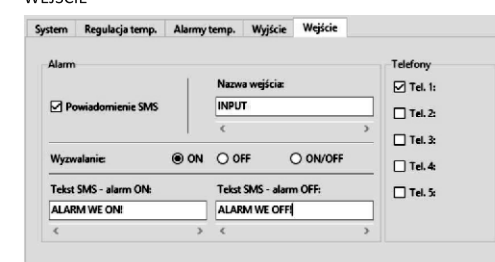 WEJŚCIE
System Regulacja temp. Alarmy temp. Wyjście Wejście
Alarm
Nazwa wejścia:
Powiadomienie SMS
INPUT
Wyzwalanie: ON OFF ON/OFF
Tekst SMS - alarm ON: Tekst SMS - alarm OFF:
ALARM WE ON! ALARM WE OFF!
Telefony
Tel. 1:
Tel. 2:
Tel. 3:
Tel. 4:
Tel. 5: